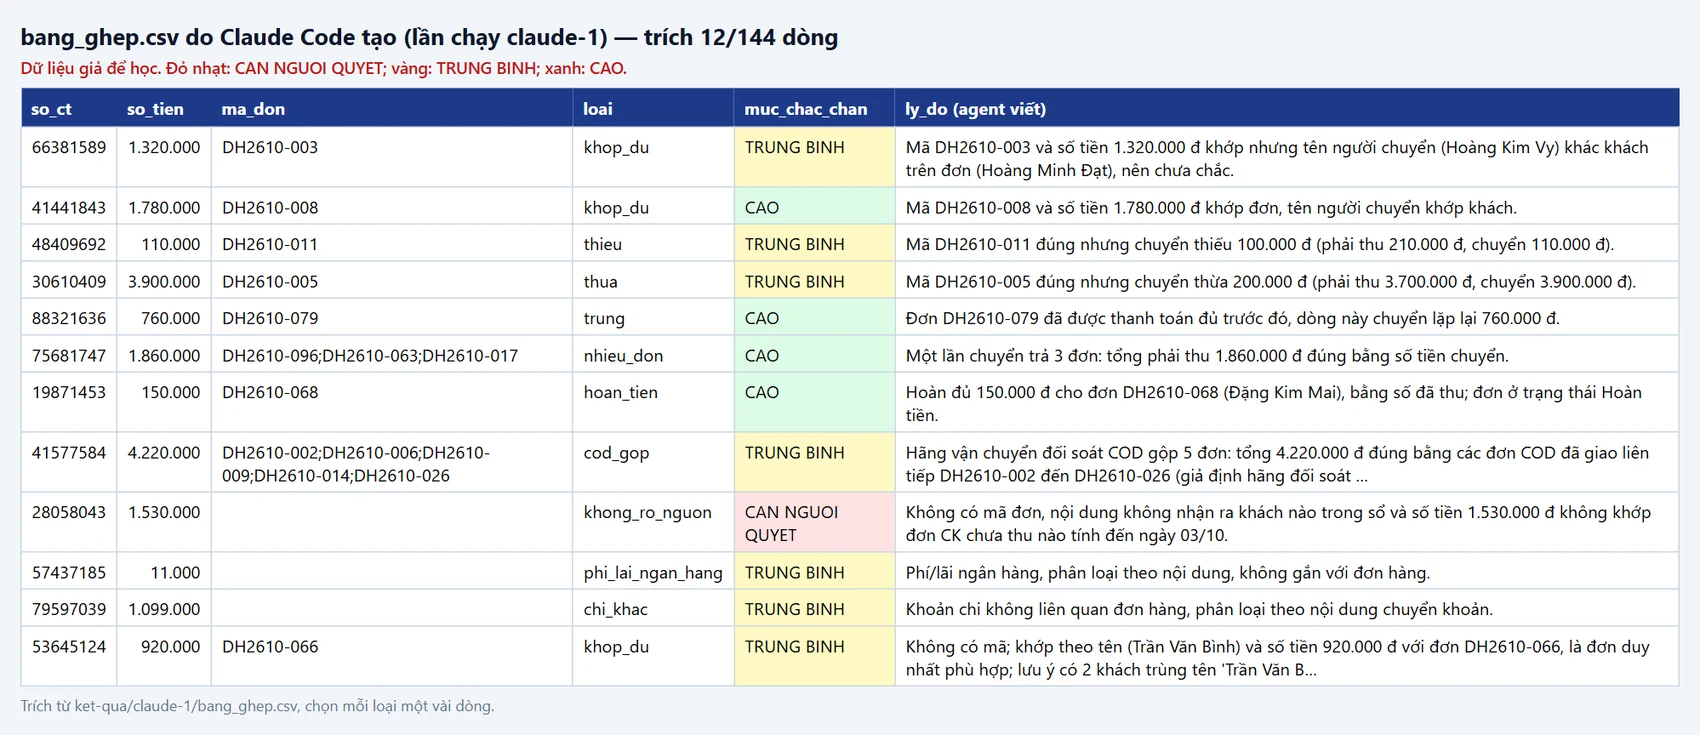 bang_ghep.csv do Claude Code tạo (lần chạy claude-1) — trích 12/144 dòng
Dữ liệu giả để học. Đỏ nhạt: CAN NGUOI QUYET; vàng: TRUNG BINH; xanh: CAO.
so_ct so_tien ma_don loai muc_chac_chan ly_do (agent viết)
66381589 1.320.000 DH2610-003 khop_du TRUNG BINH Mã DH2610-003 và số tiền 1.320.000 đ khớp nhưng tên người chuyển (Hoàng Kim Vy) khác khách
trên đơn (Hoàng Minh Đạt), nên chưa chắc.
41441843 1.780.000 DH2610-008 khop_du CAO Mã DH2610-008 và số tiền 1.780.000 đ khớp đơn, tên người chuyển khớp khách.
48409692 110.000 DH2610-011 thieu TRUNG BINH Mã DH2610-011 đúng nhưng chuyển thiếu 100.000 đ (phải thu 210.000 đ, chuyển 110.000 đ).
30610409 3.900.000 DH2610-005 thua TRUNG BINH Mã DH2610-005 đúng nhưng chuyển thừa 200.000 đ (phải thu 3.700.000 đ, chuyển 3.900.000 đ).
88321636 760.000 DH2610-079 trung CAO Đơn DH2610-079 đã được thanh toán đủ trước đó, dòng này chuyển lặp lại 760.000 đ.
75681747 1.860.000 DH2610-096;DH2610-063;DH2610-017 nhieu_don CAO Một lần chuyển trả 3 đơn: tổng phải thu 1.860.000 đ đúng bằng số tiền chuyển.
19871453 150.000 DH2610-068 hoan_tien CAO Hoàn đủ 150.000 đ cho đơn DH2610-068 (Đặng Kim Mai), bằng số đã thu; đơn ở trạng thái Hoàn
tiền.
41577584 4.220.000 DH2610-002;DH2610-006;DH2610- cod_gop TRUNG BINH Hãng vận chuyển đối soát COD gộp 5 đơn: tổng 4.220.000 đ đúng bằng các đơn COD đã giao liên
009;DH2610-014;DH2610-026 tiếp DH2610-002 đến DH2610-026 (giả định hãng đối soát ...
28058043 1.530.000 khong_ro_nguon CAN NGUOI Không có mã đơn, nội dung không nhận ra khách nào trong sổ và số tiền 1.530.000 đ không khớp
QUYET đơn CK chưa thu nào tính đến ngày 03/10.
57437185 11.000 phi_lai_ngan_hang TRUNG BINH Phí/lãi ngân hàng, phân loại theo nội dung, không gắn với đơn hàng.
79597039 1.099.000 chi_khac TRUNG BINH Khoản chi không liên quan đơn hàng, phân loại theo nội dung chuyển khoản.
53645124 920.000 DH2610-066 khop_du TRUNG BINH Không có mã; khớp theo tên (Trần Văn Bình) và số tiền 920.000 đ với đơn DH2610-066, là đơn duy
nhất phù hợp; lưu ý có 2 khách trùng tên 'Trần Văn B...
Trích từ ket-qua/claude-1/bang_ghep.csv, chọn mỗi loại một vài dòng.